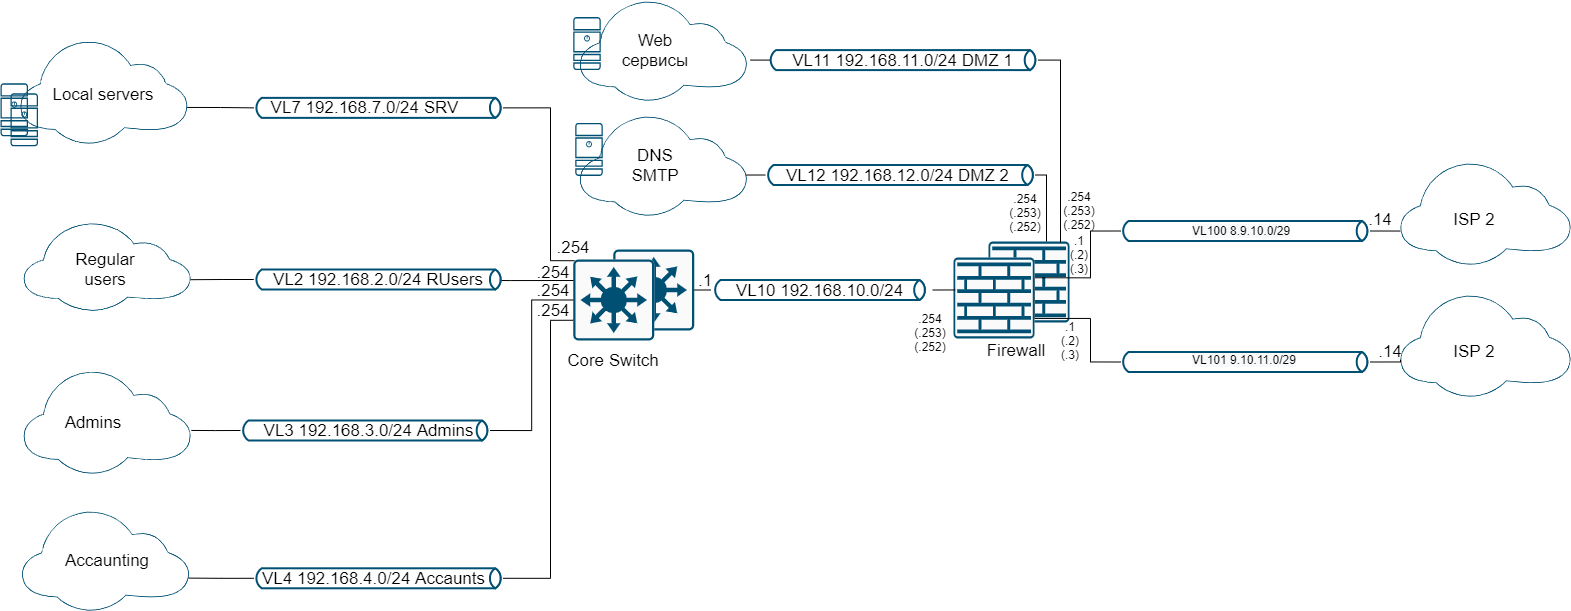 Local servers
VL7 192.168.7.0/24 SRV
Web
сервисы
VL11 192.168.11.0/24 DMZ 1
DNS
SMTP
VL12 192.168.12.0/24 DMZ 2
.254
(.253)
(.252)
.254
(.253)
(.252)
Regular
users
VL2 192.168.2.0/24 RUsers
.254
.254
.254
.254
Core Switch
.1
VL10 192.168.10.0/24
.254
(.253)
(.252)
Firewall
.1
(.2)
(.3)
VL100 8.9.10.0/29
.14
ISP 2
.1
(.2)
(.3)
VL101 9.10.11.0/29
.14
ISP 2
Admins
VL3 192.168.3.0/24 Admins
Accaunting
VL4 192.168.4.0/24 Accaunts